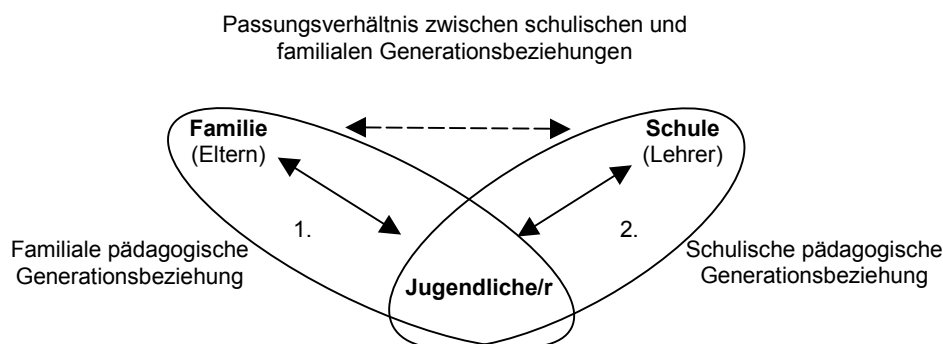 Passungsverhältnis zwischen schulischen und
familialen Generationsbeziehungen
Familie
(Eltern)
Schule
(Lehrer)
1.
2.
Familiale pädagogische
Generationsbeziehung
Schulische pädagogische
Generationsbeziehung
Jugendliche/r